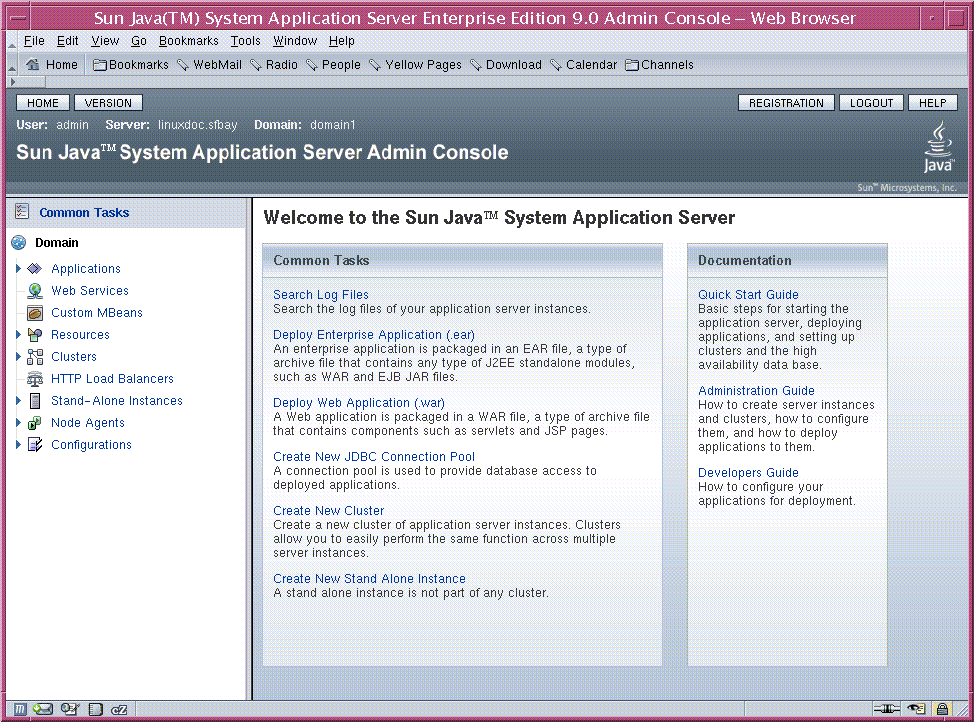 Sun Java(TM) System Application Server Enterprise Edition 9.0 Admin Console – Web Browser
File Edit View Go Bookmarks Tools Window Help
Home Bookmarks WebMail Radio People Yellow Pages Download Calendar Channels
HOME VERSION REGISTRATION LOGOUT HELP
User: admin Server: linuxdoc.sfbay Domain: domain1
Sun Java™ System Application Server Admin Console
Java™
Sun™ Microsystems, Inc.
Common Tasks
Domain
Applications
Web Services
Custom MBeans
Resources
Clusters
HTTP Load Balancers
Stand-Alone Instances
Node Agents
Configurations
Welcome to the Sun Java™ System Application Server
Common Tasks
Search Log Files
Search the log files of your application server instances.
Deploy Enterprise Application (.ear)
An enterprise application is packaged in an EAR file, a type of
archive file that contains any type of J2EE standalone modules,
such as WAR and EJB JAR files.
Deploy Web Application (.war)
A Web application is packaged in a WAR file, a type of archive file
that contains components such as servlets and JSP pages.
Create New JDBC Connection Pool
A connection pool is used to provide database access to
deployed applications.
Create New Cluster
Create a new cluster of application server instances. Clusters
allow you to easily perform the same function across multiple
server instances.
Create New Stand Alone Instance
A stand alone instance is not part of any cluster.
Documentation
Quick Start Guide
Basic steps for starting the
application server, deploying
applications, and setting up
clusters and the high
availability data base.
Administration Guide
How to create server instances
and clusters, how to configure
them, and how to deploy
applications to them.
Developers Guide
How to configure your
applications for deployment.